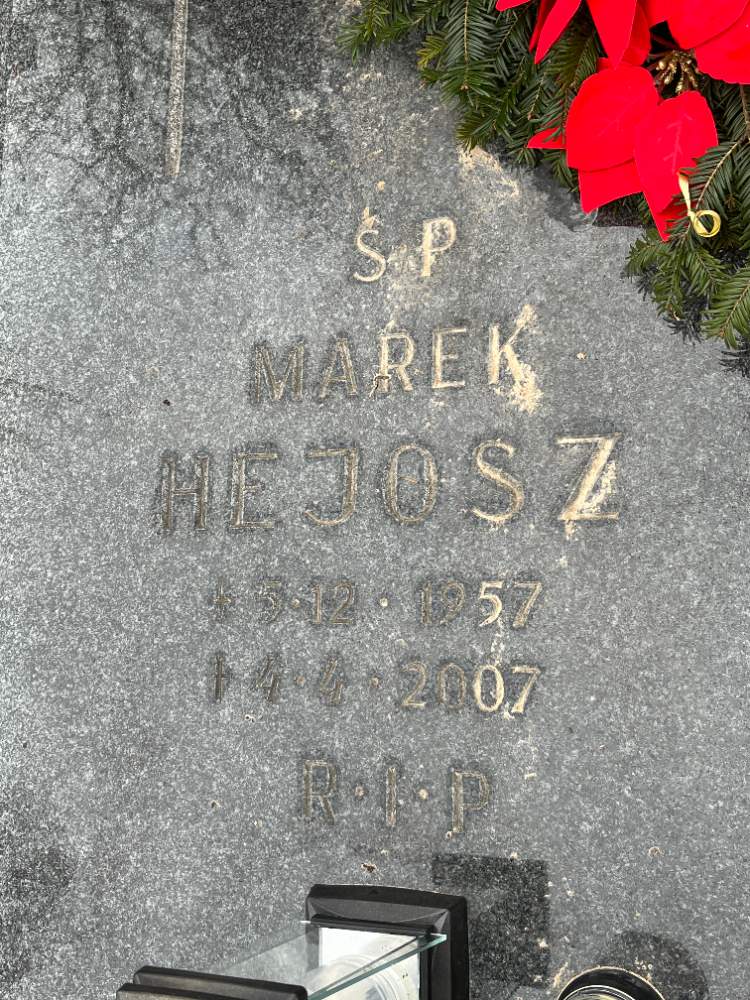 Ś P
MAREK
HEJOSZ
* 5·12·1957
† 4·4·2007
R·I·P